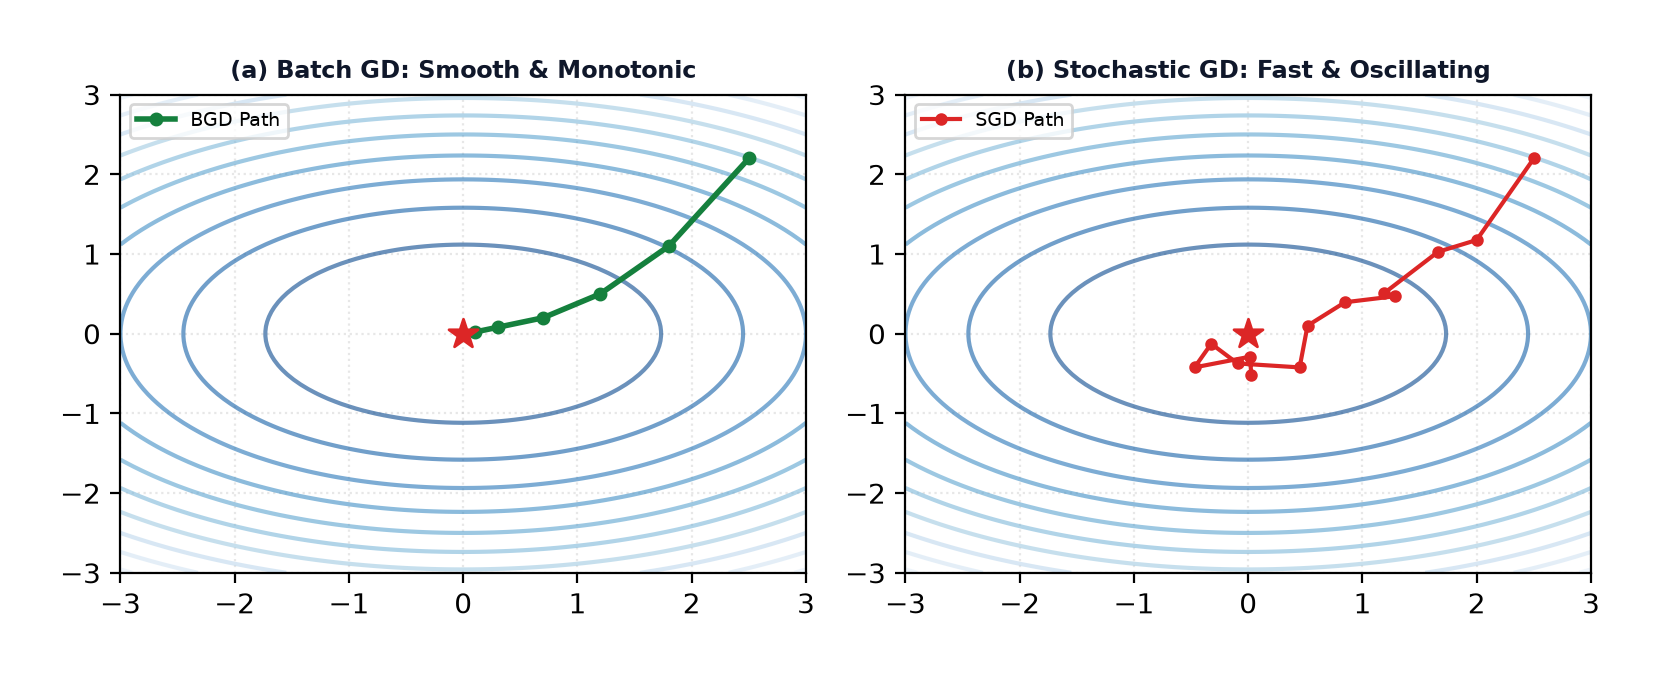 (a) Batch GD: Smooth & Monotonic
BGD Path
3
2
1
0
−1
−2
−3
−3 −2 −1 0 1 2 3
(b) Stochastic GD: Fast & Oscillating
SGD Path
3
2
1
0
−1
−2
−3
−3 −2 −1 0 1 2 3